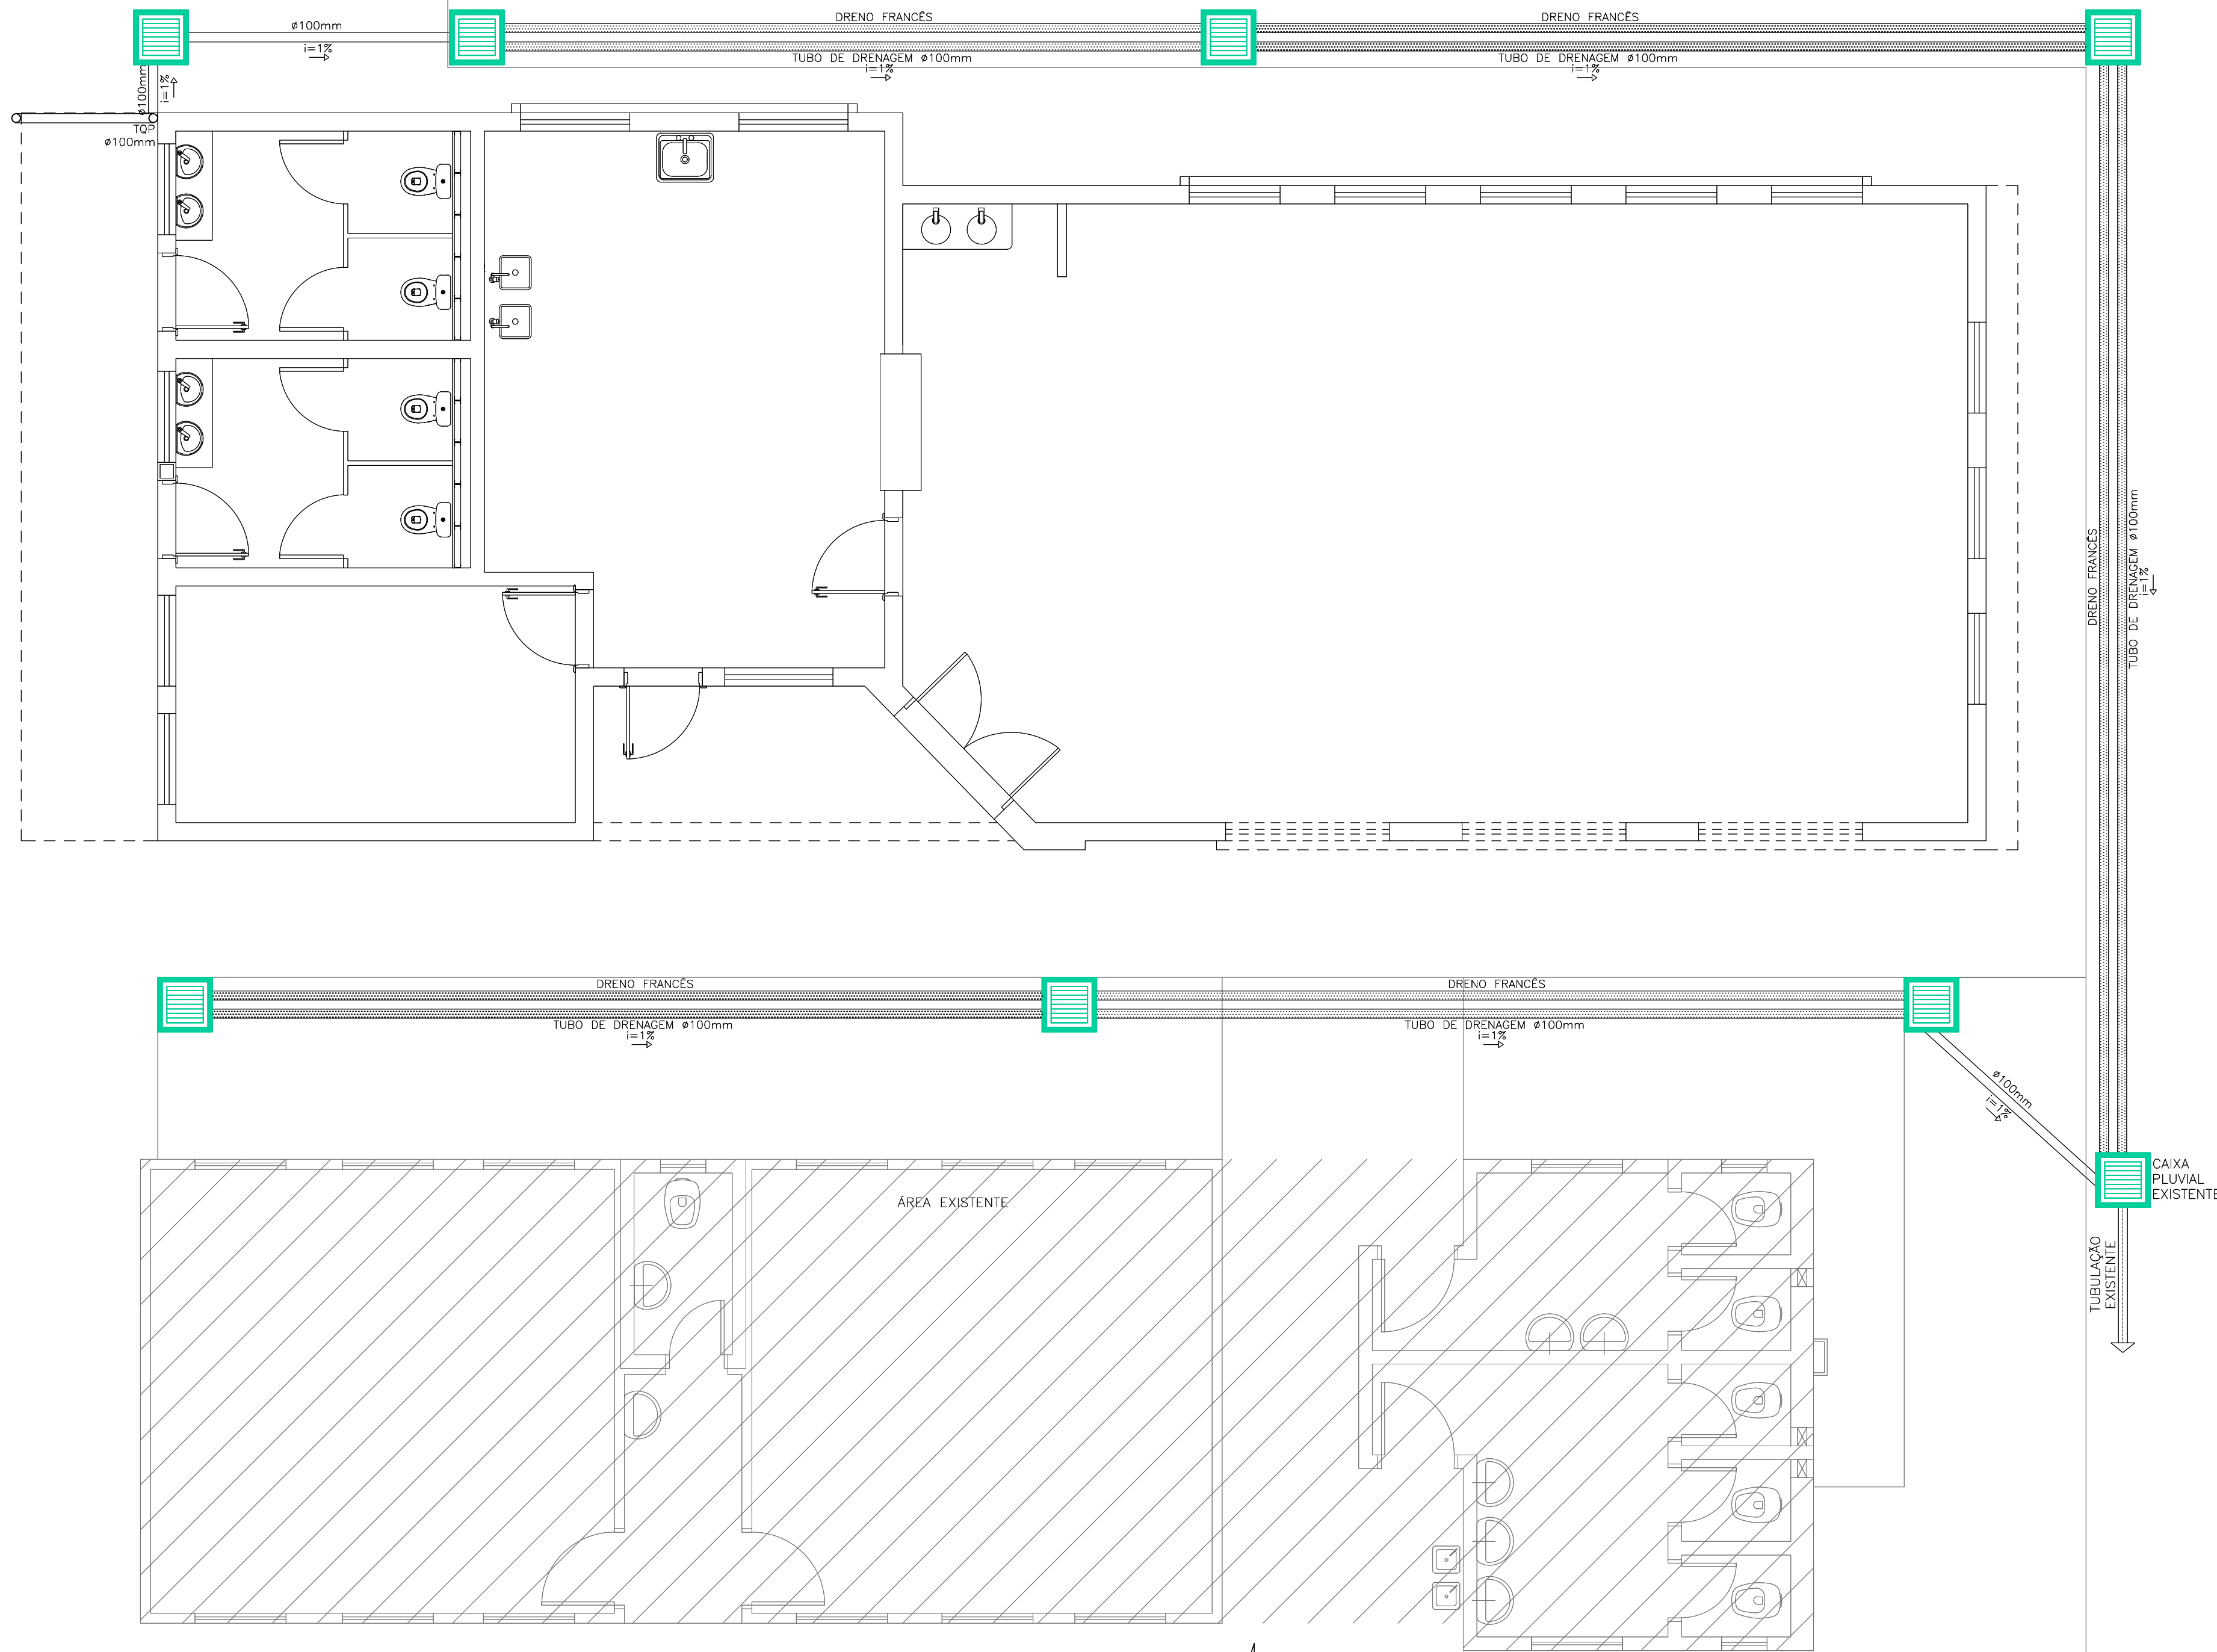 DRENO FRANCÊS
DRENO FRANCÊS
ø100mm
i=1%
TUBO DE DRENAGEM ø100mm
i=1%
TUBO DE DRENAGEM ø100mm
i=1%
ø100mm
i=1%
TQP
ø100mm
DRENO FRANCÊS
TUBO DE DRENAGEM ø100mm
i=1%
DRENO FRANCÊS
DRENO FRANCÊS
TUBO DE DRENAGEM ø100mm
i=1%
TUBO DE DRENAGEM ø100mm
i=1%
ø100mm
i=1%
CAIXA
PLUVIAL
EXISTENTE
ÁREA EXISTENTE
TUBULAÇÃO
EXISTENTE